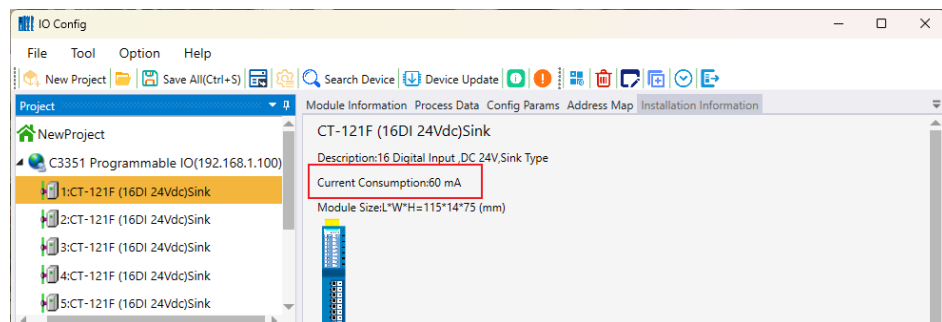 IO Config
File Tool Option Help
New Project Save All(Ctrl+S) Search Device Device Update
Project
Module Information Process Data Config Params Address Map Installation Information
NewProject
C3351 Programmable IO(192.168.1.100)
1:CT-121F (16DI 24Vdc)Sink
2:CT-121F (16DI 24Vdc)Sink
3:CT-121F (16DI 24Vdc)Sink
4:CT-121F (16DI 24Vdc)Sink
5:CT-121F (16DI 24Vdc)Sink
CT-121F (16DI 24Vdc)Sink
Description:16 Digital Input ,DC 24V,Sink Type
Current Consumption:60 mA
Module Size:L*W*H=115*14*75 (mm)